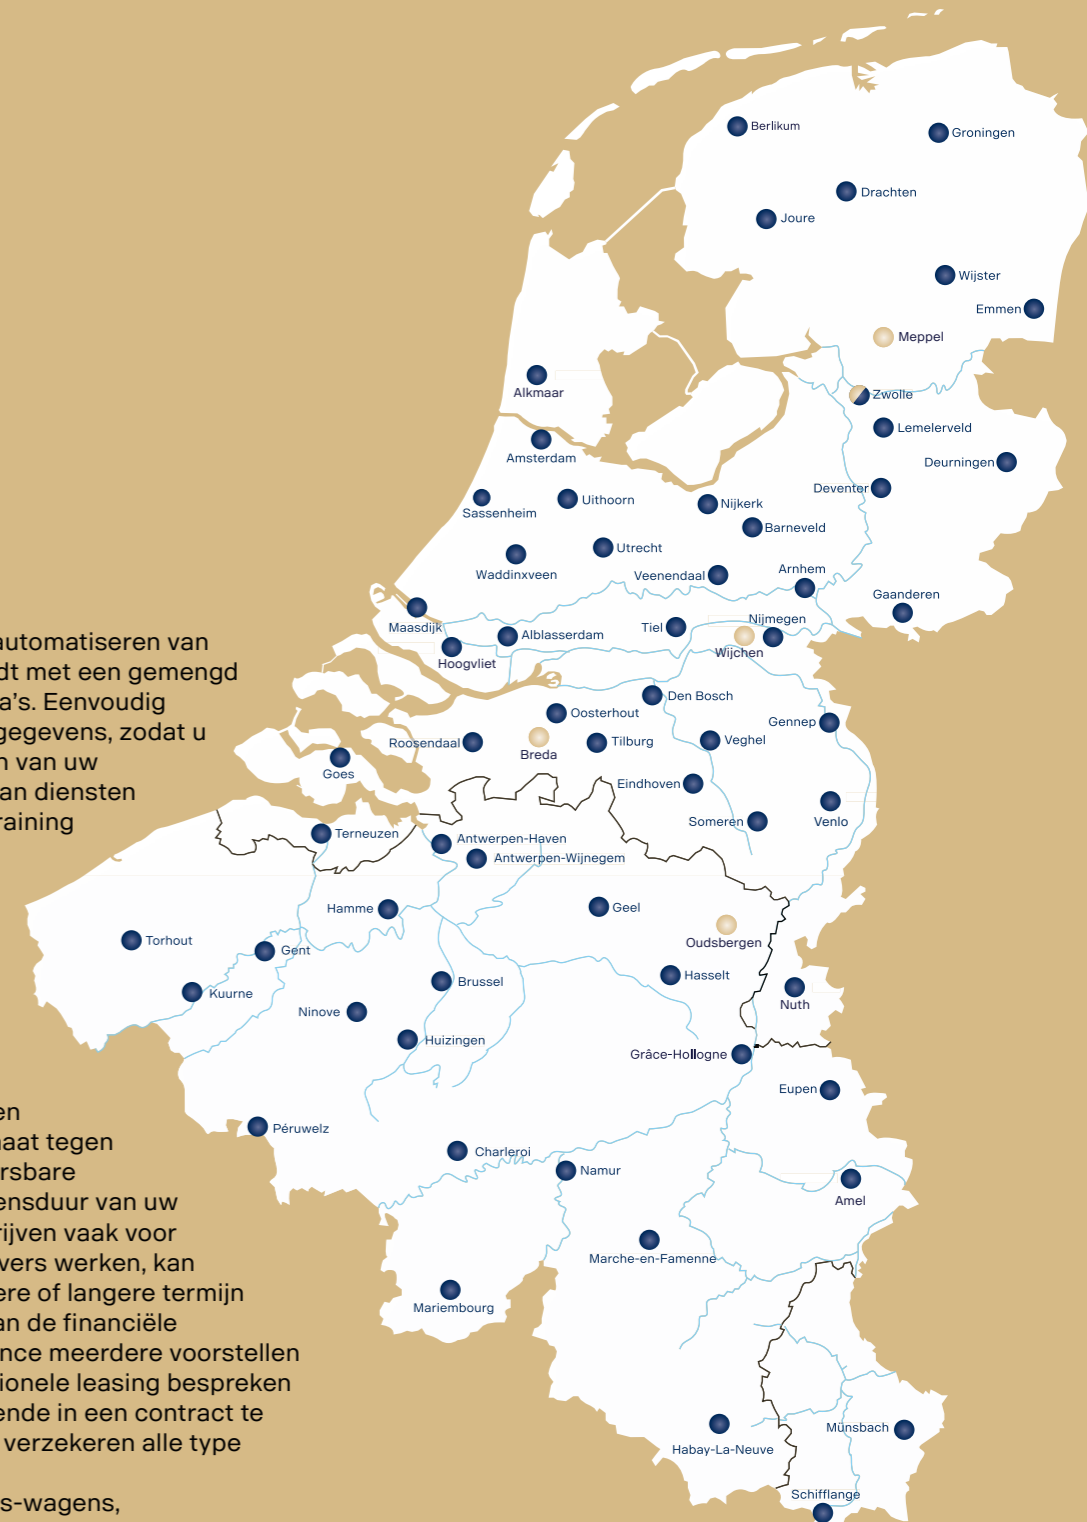 Berlikum
Groningen
Drachten
Joure
Wijster
Emmen
Meppel
Alkmaar
Zwolle
Lemelerveld
Amsterdam
Deurningen
Deventer
Sassenheim
Uithoorn
Nijkerk
Barneveld
Utrecht
Waddinxveen
Veenendaal
Arnhem
Gaanderen
Maasdijk
Alblasserdam
Tiel
Nijmegen
Wijchen
Hoogvliet
automatiseren van
dt met een gemengd
a's. Eenvoudig
gegevens, zodat u
n van uw
an diensten
raining
Den Bosch
Oosterhout
Gennep
Roosendaal
Breda
Tilburg
Veghel
Goes
Eindhoven
Someren
Venlo
Terneuzen
Antwerpen-Haven
Antwerpen-Wijnegem
Hamme
Geel
Oudsbergen
Torhout
Gent
Hasselt
Kuurne
Brussel
Nuth
Ninove
Huizingen
Grâce-Hollogne
Eupen
Péruwelz
Charleroi
Namur
Amel
Marche-en-Famenne
Mariembourg
Habay-La-Neuve
Münsbach
Schifflange
en
naat tegen
rsbare
ensduur van uw
rijven vaak voor
vers werken, kan
ere of langere termijn
an de financiële
nce meerdere voorstellen
ionele leasing bespreken
ende in een contract te
verzekeren alle type
s-wagens,